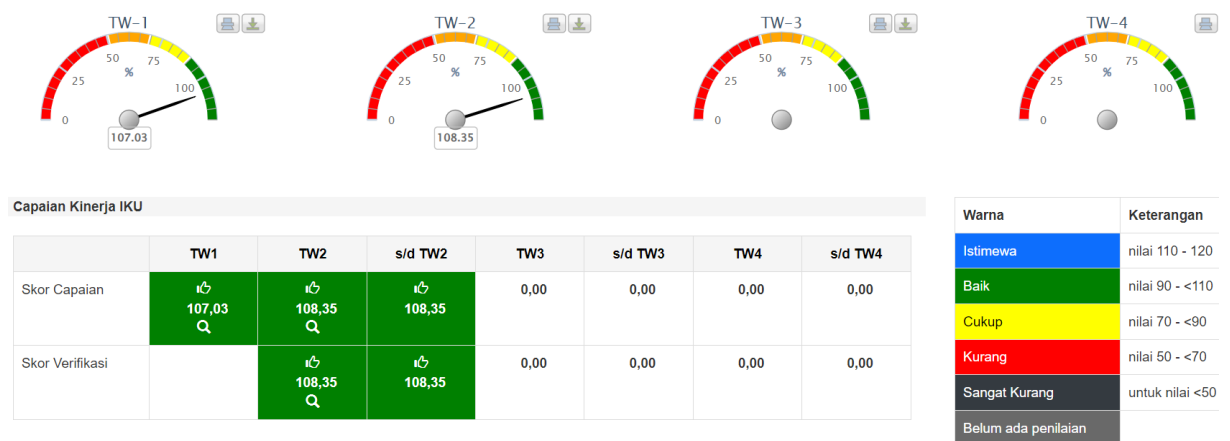 TW-1
0 25 50 75 100
%
107.03
TW-2
0 25 50 75 100
%
108.35
TW-3
0 25 50 75 100
%
TW-4
0 25 50 75 100
%
Capaian Kinerja IKU
TW1 TW2 s/d TW2 TW3 s/d TW3 TW4 s/d TW4
Skor Capaian 107,03 108,35 108,35 0,00 0,00 0,00 0,00
Skor Verifikasi 108,35 108,35 0,00 0,00 0,00 0,00
Warna Keterangan
Istimewa nilai 110 - 120
Baik nilai 90 - <110
Cukup nilai 70 - <90
Kurang nilai 50 - <70
Sangat Kurang untuk nilai <50
Belum ada penilaian